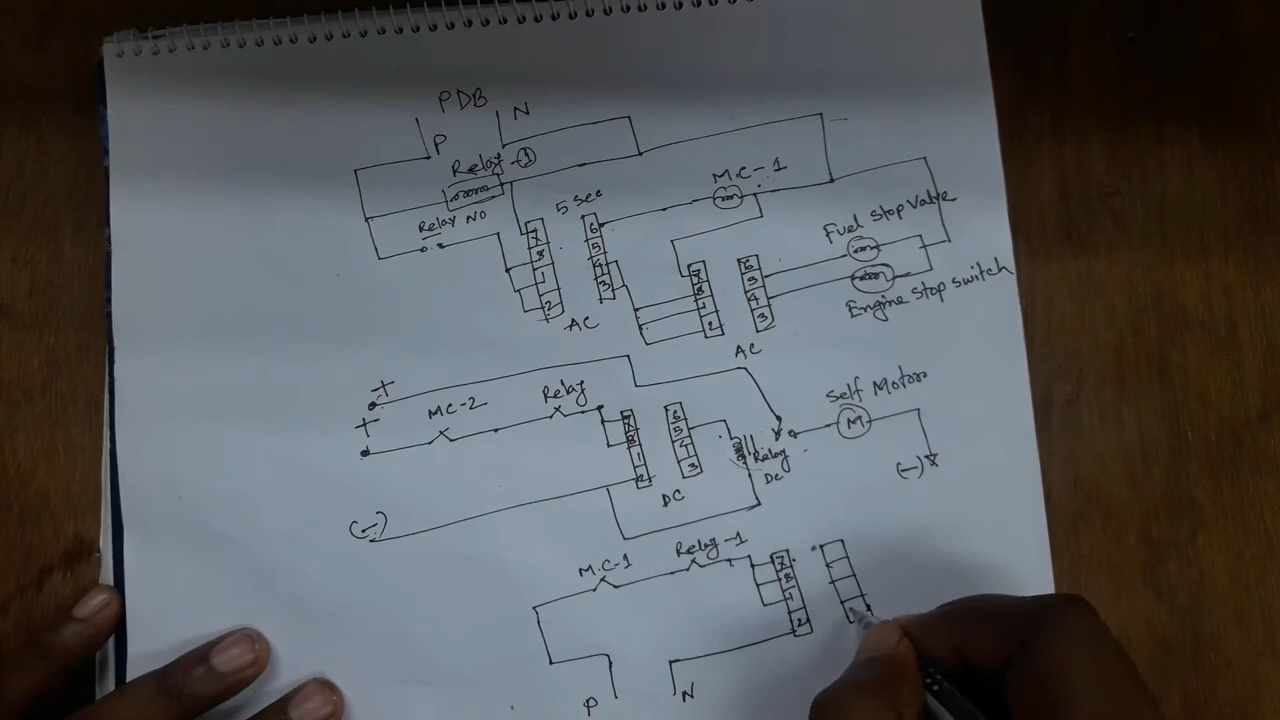 PDB
N
P
Relay -1
M.C-1
5 Sec
Relay NO
7
8
1
2
6
5
4
3
AC
Fuel stop valve
Engine stop switch
7
8
1
2
6
5
4
3
AC
+
+
MC-2
Relay
7
8
1
2
6
5
4
3
DC
Relay
DC
Self Motor
M
(-)
(-)
M.C-1
Relay-1
7
8
1
2
P
N